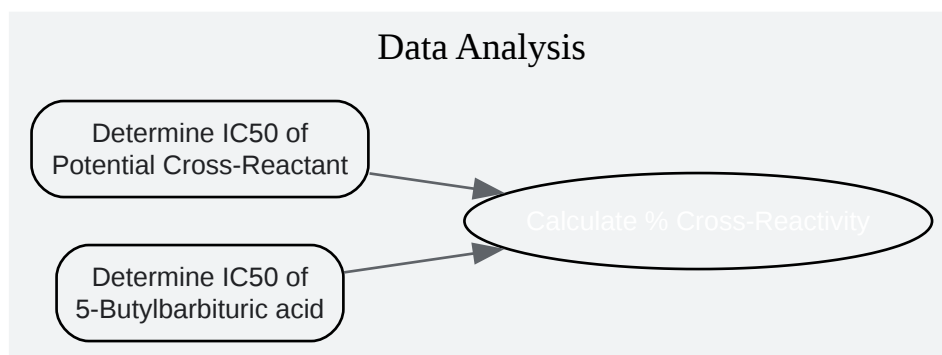 Data Analysis
Determine IC50 of
Potential Cross-Reactant
Calculate % Cross-Reactivity
Determine IC50 of
5-Butylbarbituric acid